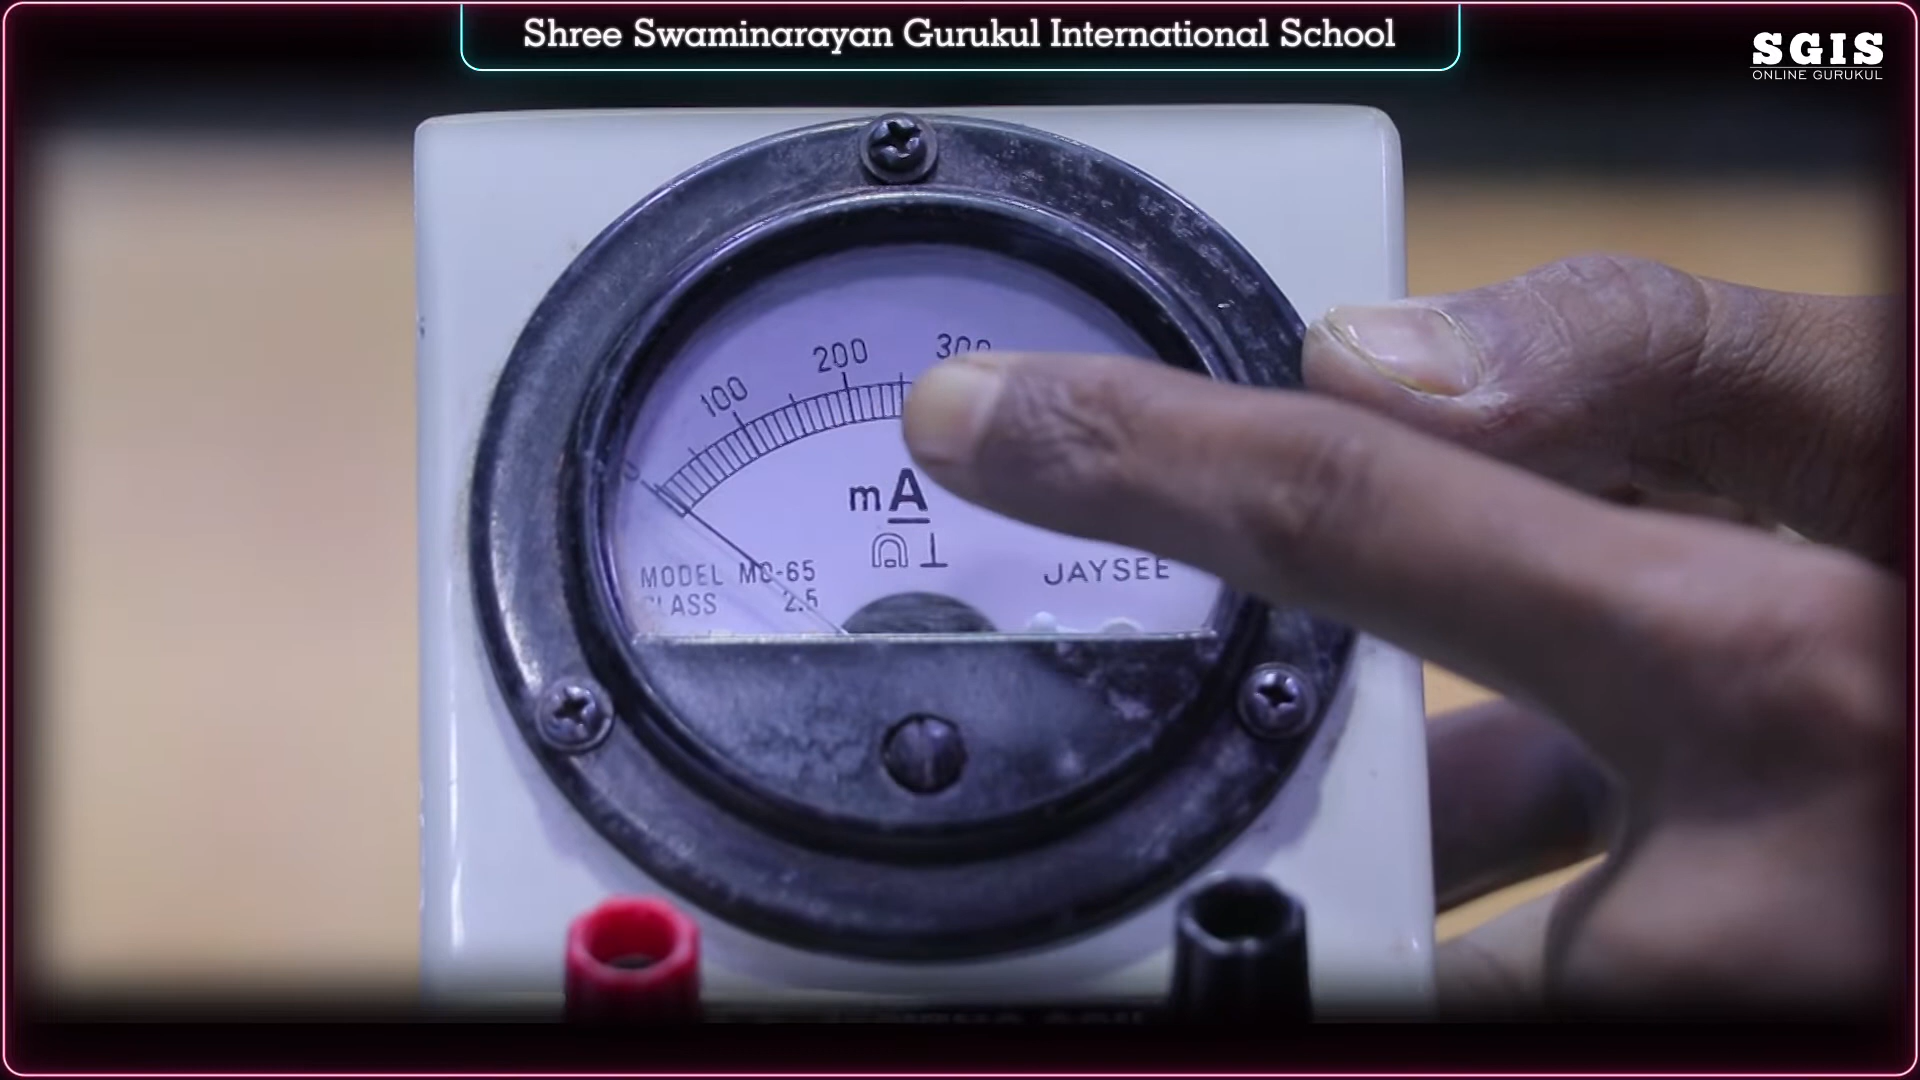 Shree Swaminarayan Gurukul International School
SGIS
ONLINE GURUKUL
0 100 200 300
mA
MODEL MC-65
CLASS 2.5
JAYSEE